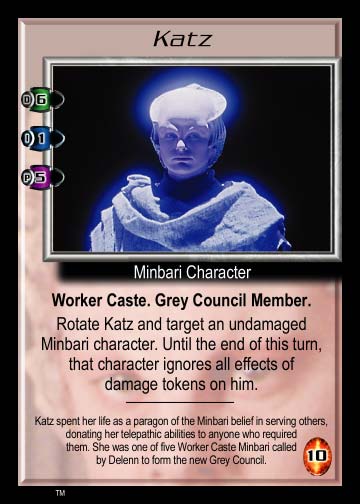 Katz
D 6
I 1
P 5
Minbari Character
Worker Caste. Grey Council Member.
Rotate Katz and target an undamaged
Minbari character. Until the end of this turn,
that character ignores all effects of
damage tokens on him.
Katz spent her life as a paragon of the Minbari belief in serving others,
donating her telepathic abilities to anyone who required
them. She was one of five Worker Caste Minbari called
by Delenn to form the new Grey Council.
10
TM